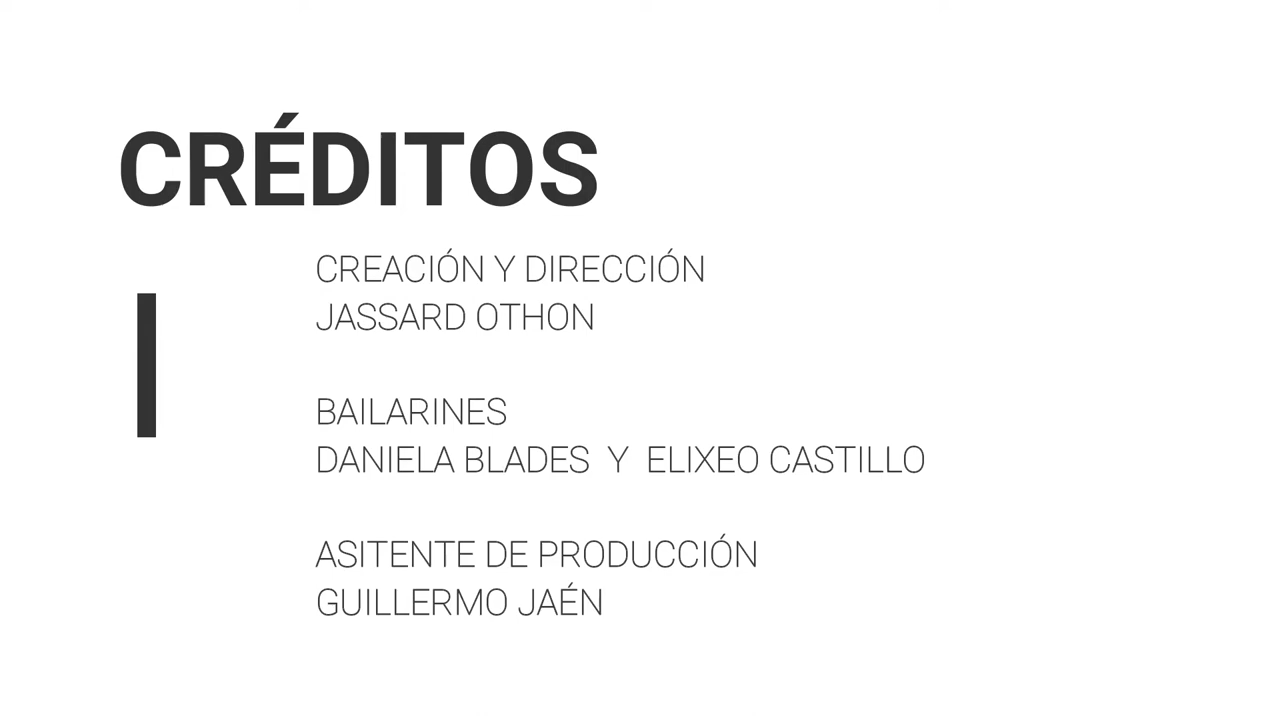 CRÉDITOS
CREACIÓN Y DIRECCIÓN
JASSARD OTHON
BAILARINES
DANIELA BLADES Y ELIXEO CASTILLO
ASITENTE DE PRODUCCIÓN
GUILLERMO JAÉN